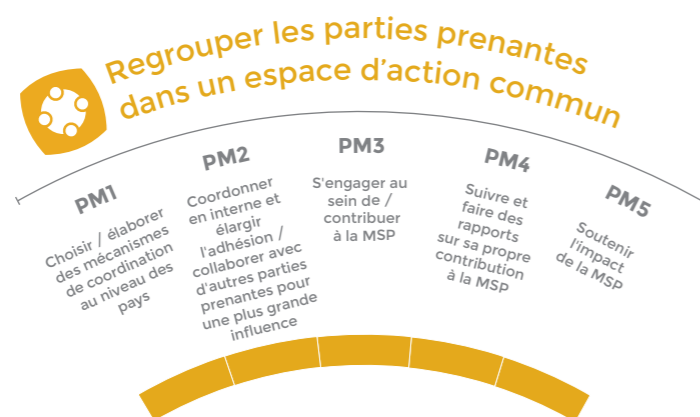 Regrouper les parties prenantes
dans un espace d'action commun
PM1
Choisir / élaborer
des mécanismes
de coordination
au niveau des
pays
PM2
Coordonner
en interne et
élargir
l'adhésion /
collaborer avec
d'autres parties
prenantes pour
une plus grande
influence
PM3
S'engager au
sein de /
contribuer
à la MSP
PM4
Suivre et
faire des
rapports
sur sa propre
contribution
à la MSP
PM5
Soutenir
l'impact
de la MSP